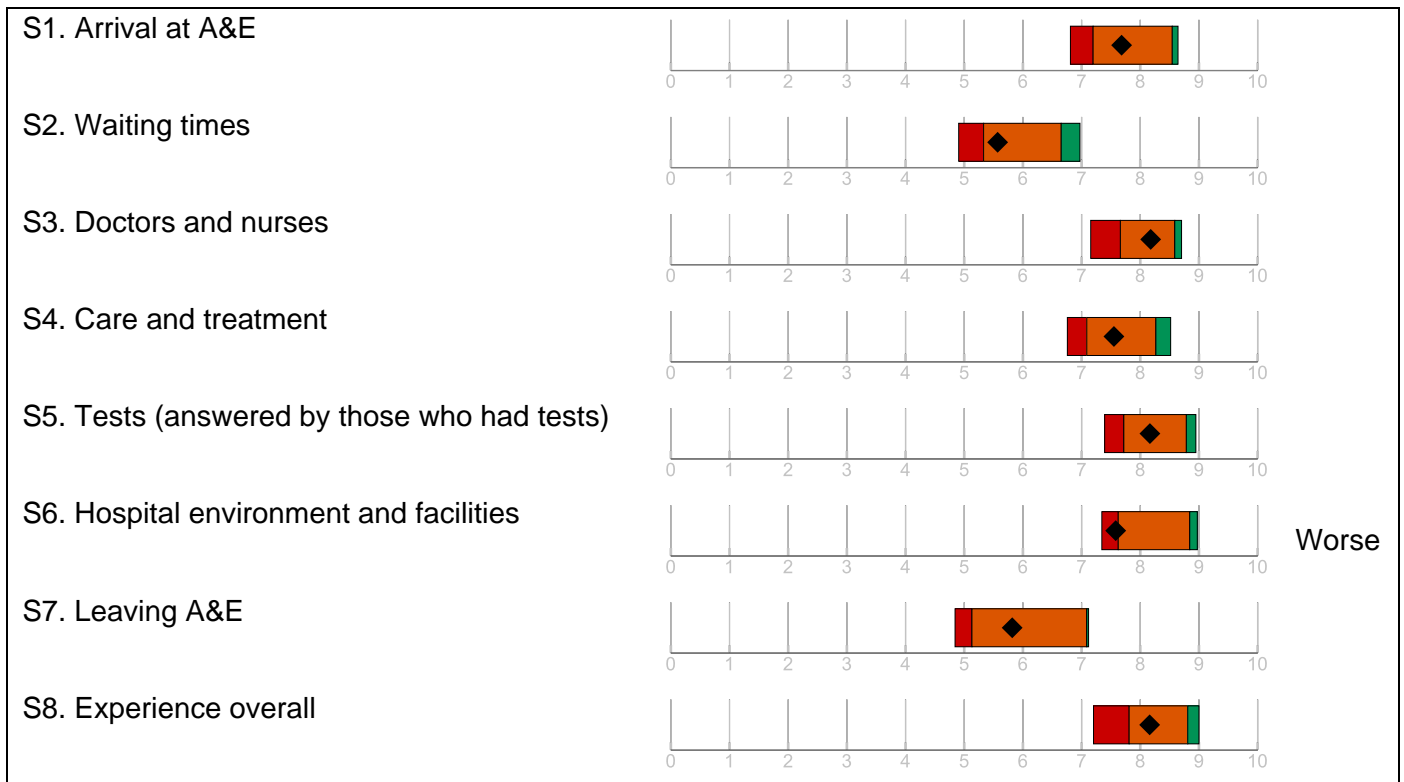 S1. Arrival at A&E
0 1 2 3 4 5 6 7 8 9 10
S2. Waiting times
0 1 2 3 4 5 6 7 8 9 10
S3. Doctors and nurses
0 1 2 3 4 5 6 7 8 9 10
S4. Care and treatment
0 1 2 3 4 5 6 7 8 9 10
S5. Tests (answered by those who had tests)
0 1 2 3 4 5 6 7 8 9 10
S6. Hospital environment and facilities
Worse
0 1 2 3 4 5 6 7 8 9 10
S7. Leaving A&E
0 1 2 3 4 5 6 7 8 9 10
S8. Experience overall
0 1 2 3 4 5 6 7 8 9 10